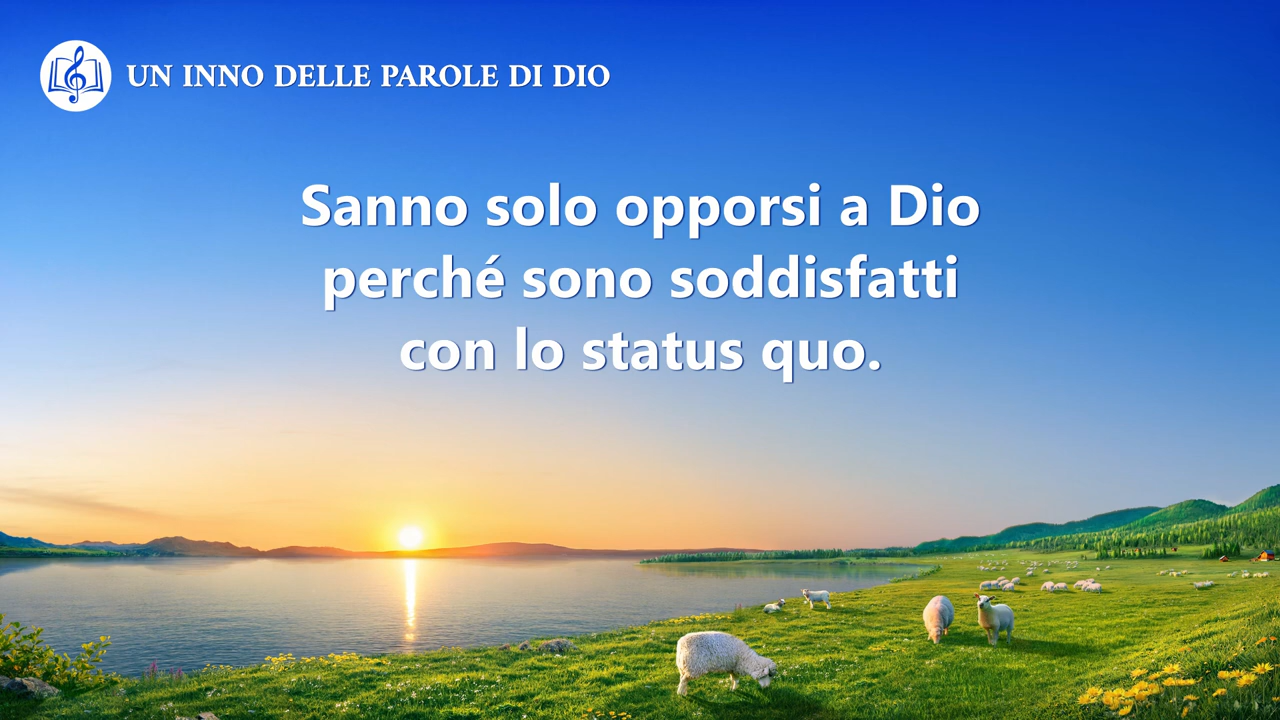 UN INNO DELLE PAROLE DI DIO
Sanno solo opporsi a Dio
perché sono soddisfatti
con lo status quo.